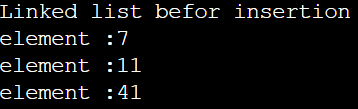 Linked list befor insertion
element :7
element :11
element :41